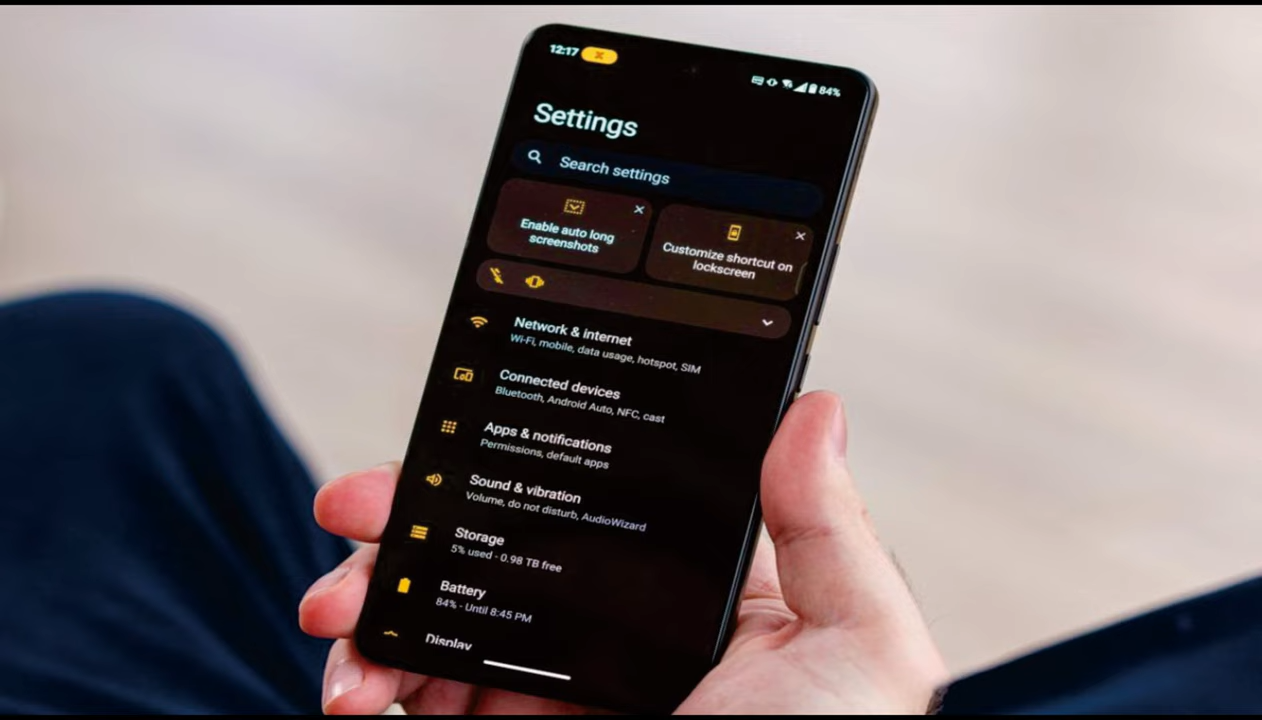 12:17
84%
Settings
Search settings
Enable auto long
screenshots
Customize shortcut on
lockscreen
Network & internet
Wi-Fi, mobile, data usage, hotspot, SIM
Connected devices
Bluetooth, Android Auto, NFC, cast
Apps & notifications
Permissions, default apps
Sound & vibration
Volume, do not disturb, AudioWizard
Storage
5% used - 0.98 TB free
Battery
84% - Until 8:45 PM
Display